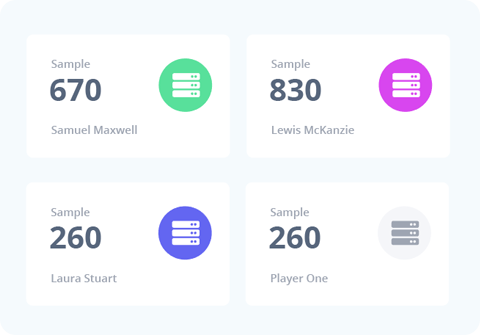 Sample
670
Samuel Maxwell
Sample
830
Lewis McKanzie
Sample
260
Laura Stuart
Sample
260
Player One